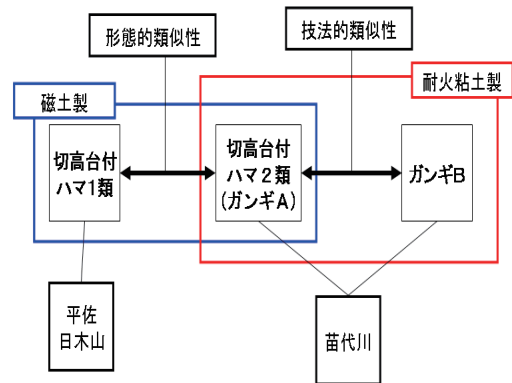 形態的類似性
技法的類似性
磁土製
耐火粘土製
切高台付
ハマ1類
切高台付
ハマ2類
(ガンギA)
ガンギB
平佐
日木山
苗代川